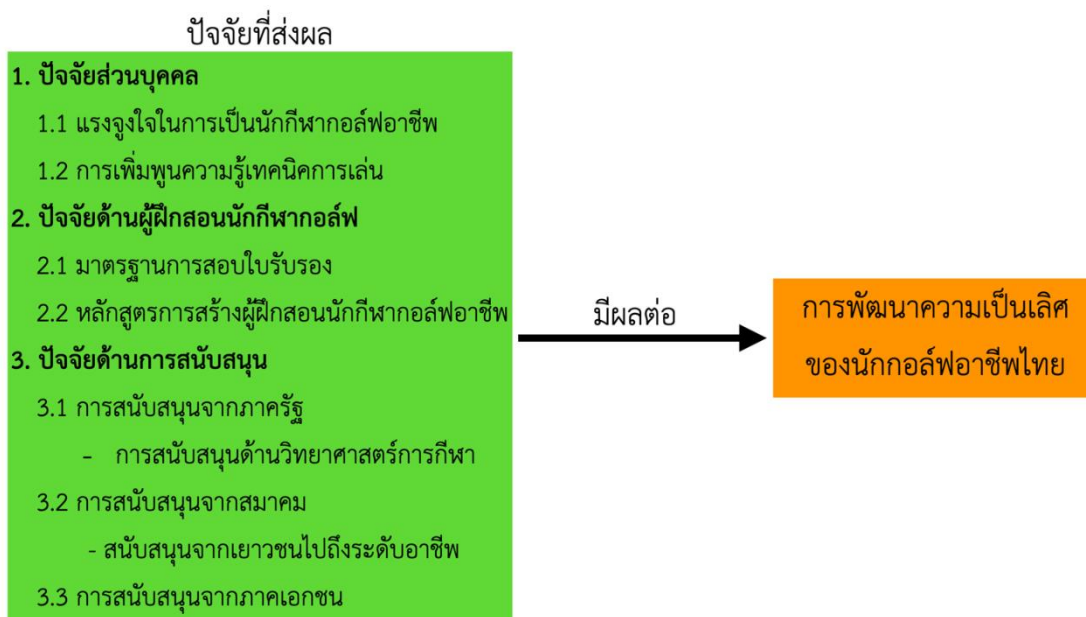 ปัจจัยที่ส่งผล
1. ปัจจัยส่วนบุคคล
1.1 แรงจูงใจในการเป็นนักกีฬากอล์ฟอาชีพ
1.2 การเพิ่มพูนความรู้เทคนิคการเล่น
2. ปัจจัยด้านผู้ฝึกสอนนักกีฬากอล์ฟ
2.1 มาตรฐานการสอบใบรับรอง
2.2 หลักสูตรการสร้างผู้ฝึกสอนนักกีฬากอล์ฟอาชีพ
3. ปัจจัยด้านการสนับสนุน
3.1 การสนับสนุนจากภาครัฐ
- การสนับสนุนด้านวิทยาศาสตร์การกีฬา
3.2 การสนับสนุนจากสมาคม
- สนับสนุนจากเยาวชนไปถึงระดับอาชีพ
3.3 การสนับสนุนจากภาคเอกชน
มีผลต่อ
การพัฒนาความเป็นเลิศ
ของนักกอล์ฟอาชีพไทย